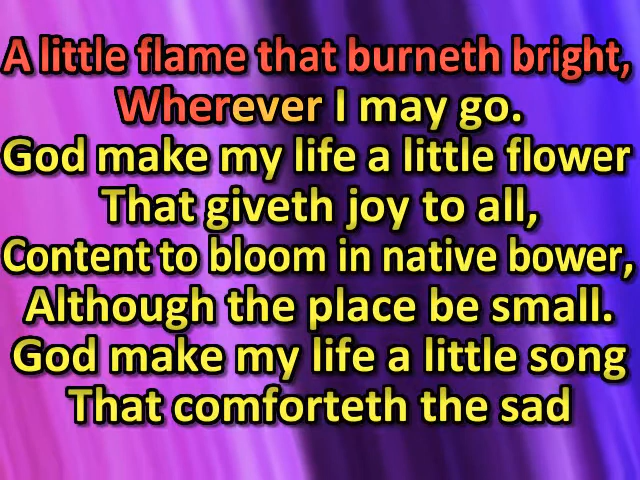 A little flame that burneth bright,
Wherever I may go.
God make my life a little flower
That giveth joy to all,
Content to bloom in native bower,
Although the place be small.
God make my life a little song
That comforteth the sad